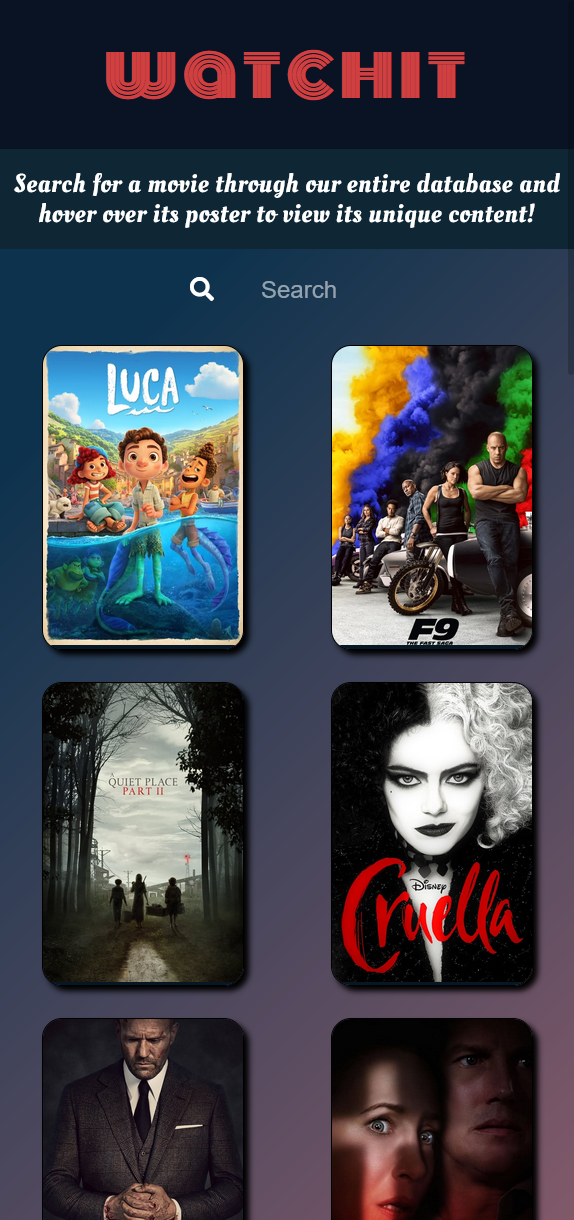 WATCHIT
Search for a movie through our entire database and
hover over its poster to view its unique content!
Search
LUCA
F9
THE FAST SAGA
A
QUIET PLACE
PART II
Disney
Cruella